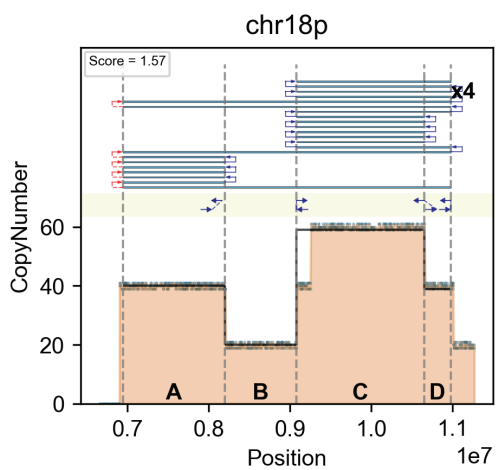 chr18p
Score = 1.57
x4
CopyNumber
60
40
20
0
A B C D
0.7 0.8 0.9 1.0 1.1
1e7
Position